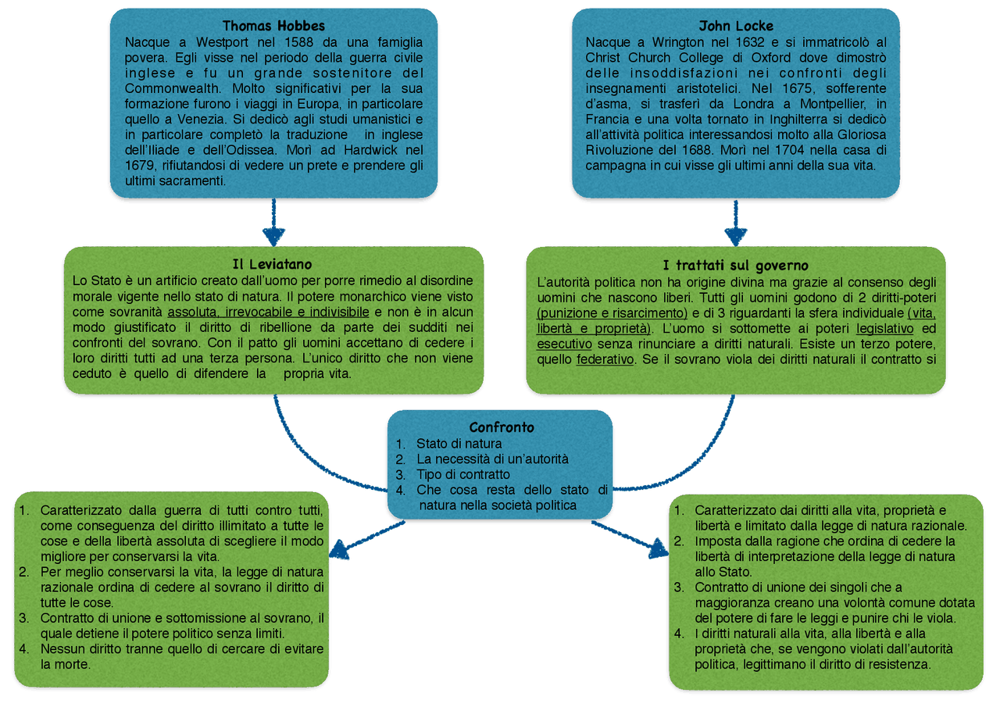 Thomas Hobbes
Nacque a Westport nel 1588 da una famiglia
povera. Egli visse nel periodo della guerra civile
inglese e fu un grande sostenitore del
Commonwealth. Molto significativi per la sua
formazione furono i viaggi in Europa, in particolare
quello a Venezia. Si dedicò agli studi umanistici e
in particolare completò la traduzione in inglese
dell'Iliade e dell'Odissea. Morì ad Hardwick nel
1679, rifiutandosi di vedere un prete e prendere gli
ultimi sacramenti.
John Locke
Nacque a Wrington nel 1632 e si immatricolò al
Christ Church College di Oxford dove dimostrò
delle insoddisfazioni nei confronti degli
insegnamenti aristotelici. Nel 1675, sofferente
d'asma, si trasferì da Londra a Montpellier, in
Francia e una volta tornato in Inghilterra si dedicò
all'attività politica interessandosi molto alla Gloriosa
Rivoluzione del 1688. Morì nel 1704 nella casa di
campagna in cui visse gli ultimi anni della sua vita.
Il Leviatano
Lo Stato è un artificio creato dall'uomo per porre rimedio al disordine
morale vigente nello stato di natura. Il potere monarchico viene visto
come sovranità assoluta, irrevocabile e indivisibile e non è in alcun
modo giustificato il diritto di ribellione da parte dei sudditi nei
confronti del sovrano. Con il patto gli uomini accettano di cedere i
loro diritti tutti ad una terza persona. L'unico diritto che non viene
ceduto è quello di difendere la propria vita.
I trattati sul governo
L'autorità politica non ha origine divina ma grazie al consenso degli
uomini che nascono liberi. Tutti gli uomini godono di 2 diritti-poteri
(punizione e risarcimento) e di 3 riguardanti la sfera individuale (vita,
libertà e proprietà). L'uomo si sottomette ai poteri legislativo ed
esecutivo senza rinunciare a diritti naturali. Esiste un terzo potere,
quello federativo. Se il sovrano viola dei diritti naturali il contratto si
Confronto
1. Stato di natura
2. La necessità di un'autorità
3. Tipo di contratto
4. Che cosa resta dello stato di
natura nella società politica
1. Caratterizzato dalla guerra di tutti contro tutti,
come conseguenza del diritto illimitato a tutte le
cose e della libertà assoluta di scegliere il modo
migliore per conservarsi la vita.
2. Per meglio conservarsi la vita, la legge di natura
razionale ordina di cedere al sovrano il diritto di
tutte le cose.
3. Contratto di unione e sottomissione al sovrano, il
quale detiene il potere politico senza limiti.
4. Nessun diritto tranne quello di cercare di evitare
la morte.
1. Caratterizzato dai diritti alla vita, proprietà e
libertà e limitato dalla legge di natura razionale.
2. Imposta dalla ragione che ordina di cedere la
libertà di interpretazione della legge di natura
allo Stato.
3. Contratto di unione dei singoli che a
maggioranza creano una volontà comune dotata
del potere di fare le leggi e punire chi le viola.
4. I diritti naturali alla vita, alla libertà e alla
proprietà che, se vengono violati dall'autorità
politica, legittimano il diritto di resistenza.